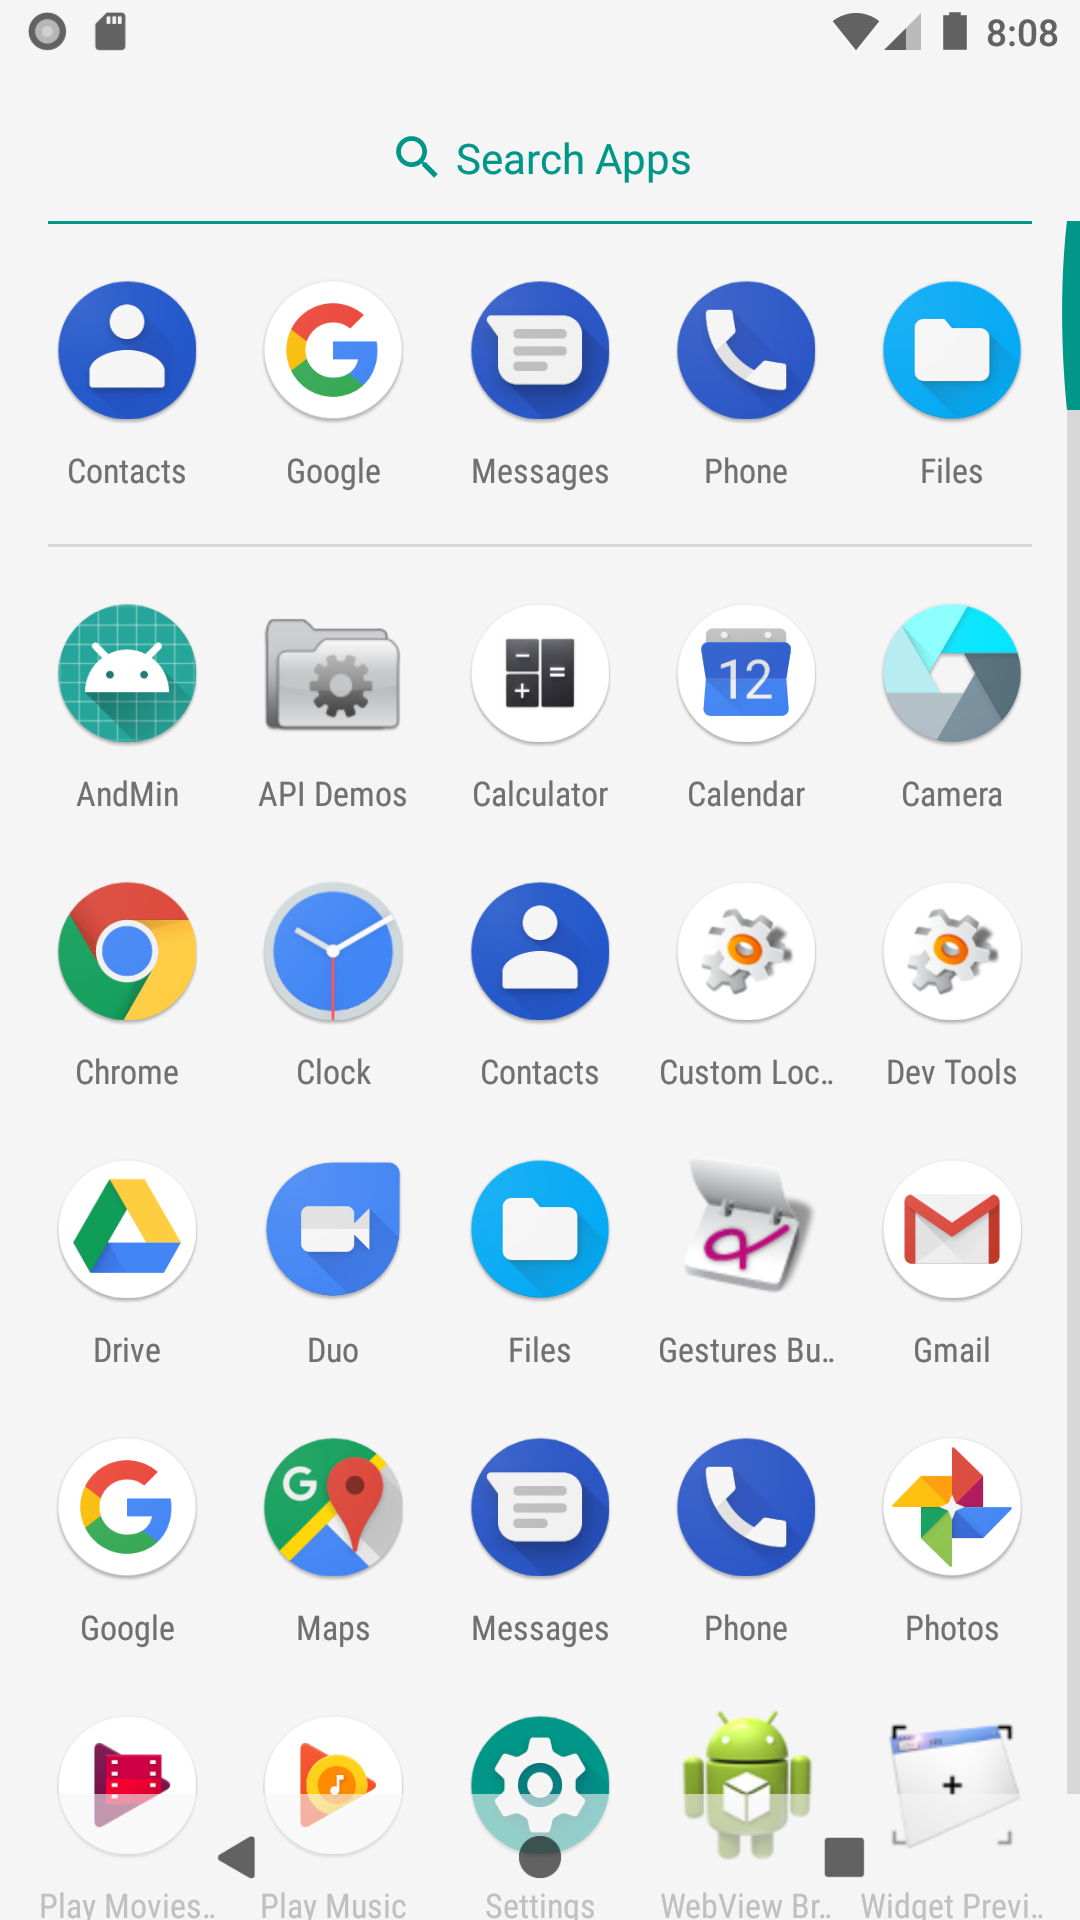 8:08
Search Apps
Contacts Google Messages Phone Files
12
AndMin API Demos Calculator Calendar Camera
Chrome Clock Contacts Custom Loc.. Dev Tools
Drive Duo Files Gestures Bu.. Gmail
G
Google Maps Messages Phone Photos
Play Movies.. Play Music Settings WebView Br.. Widget Previ..